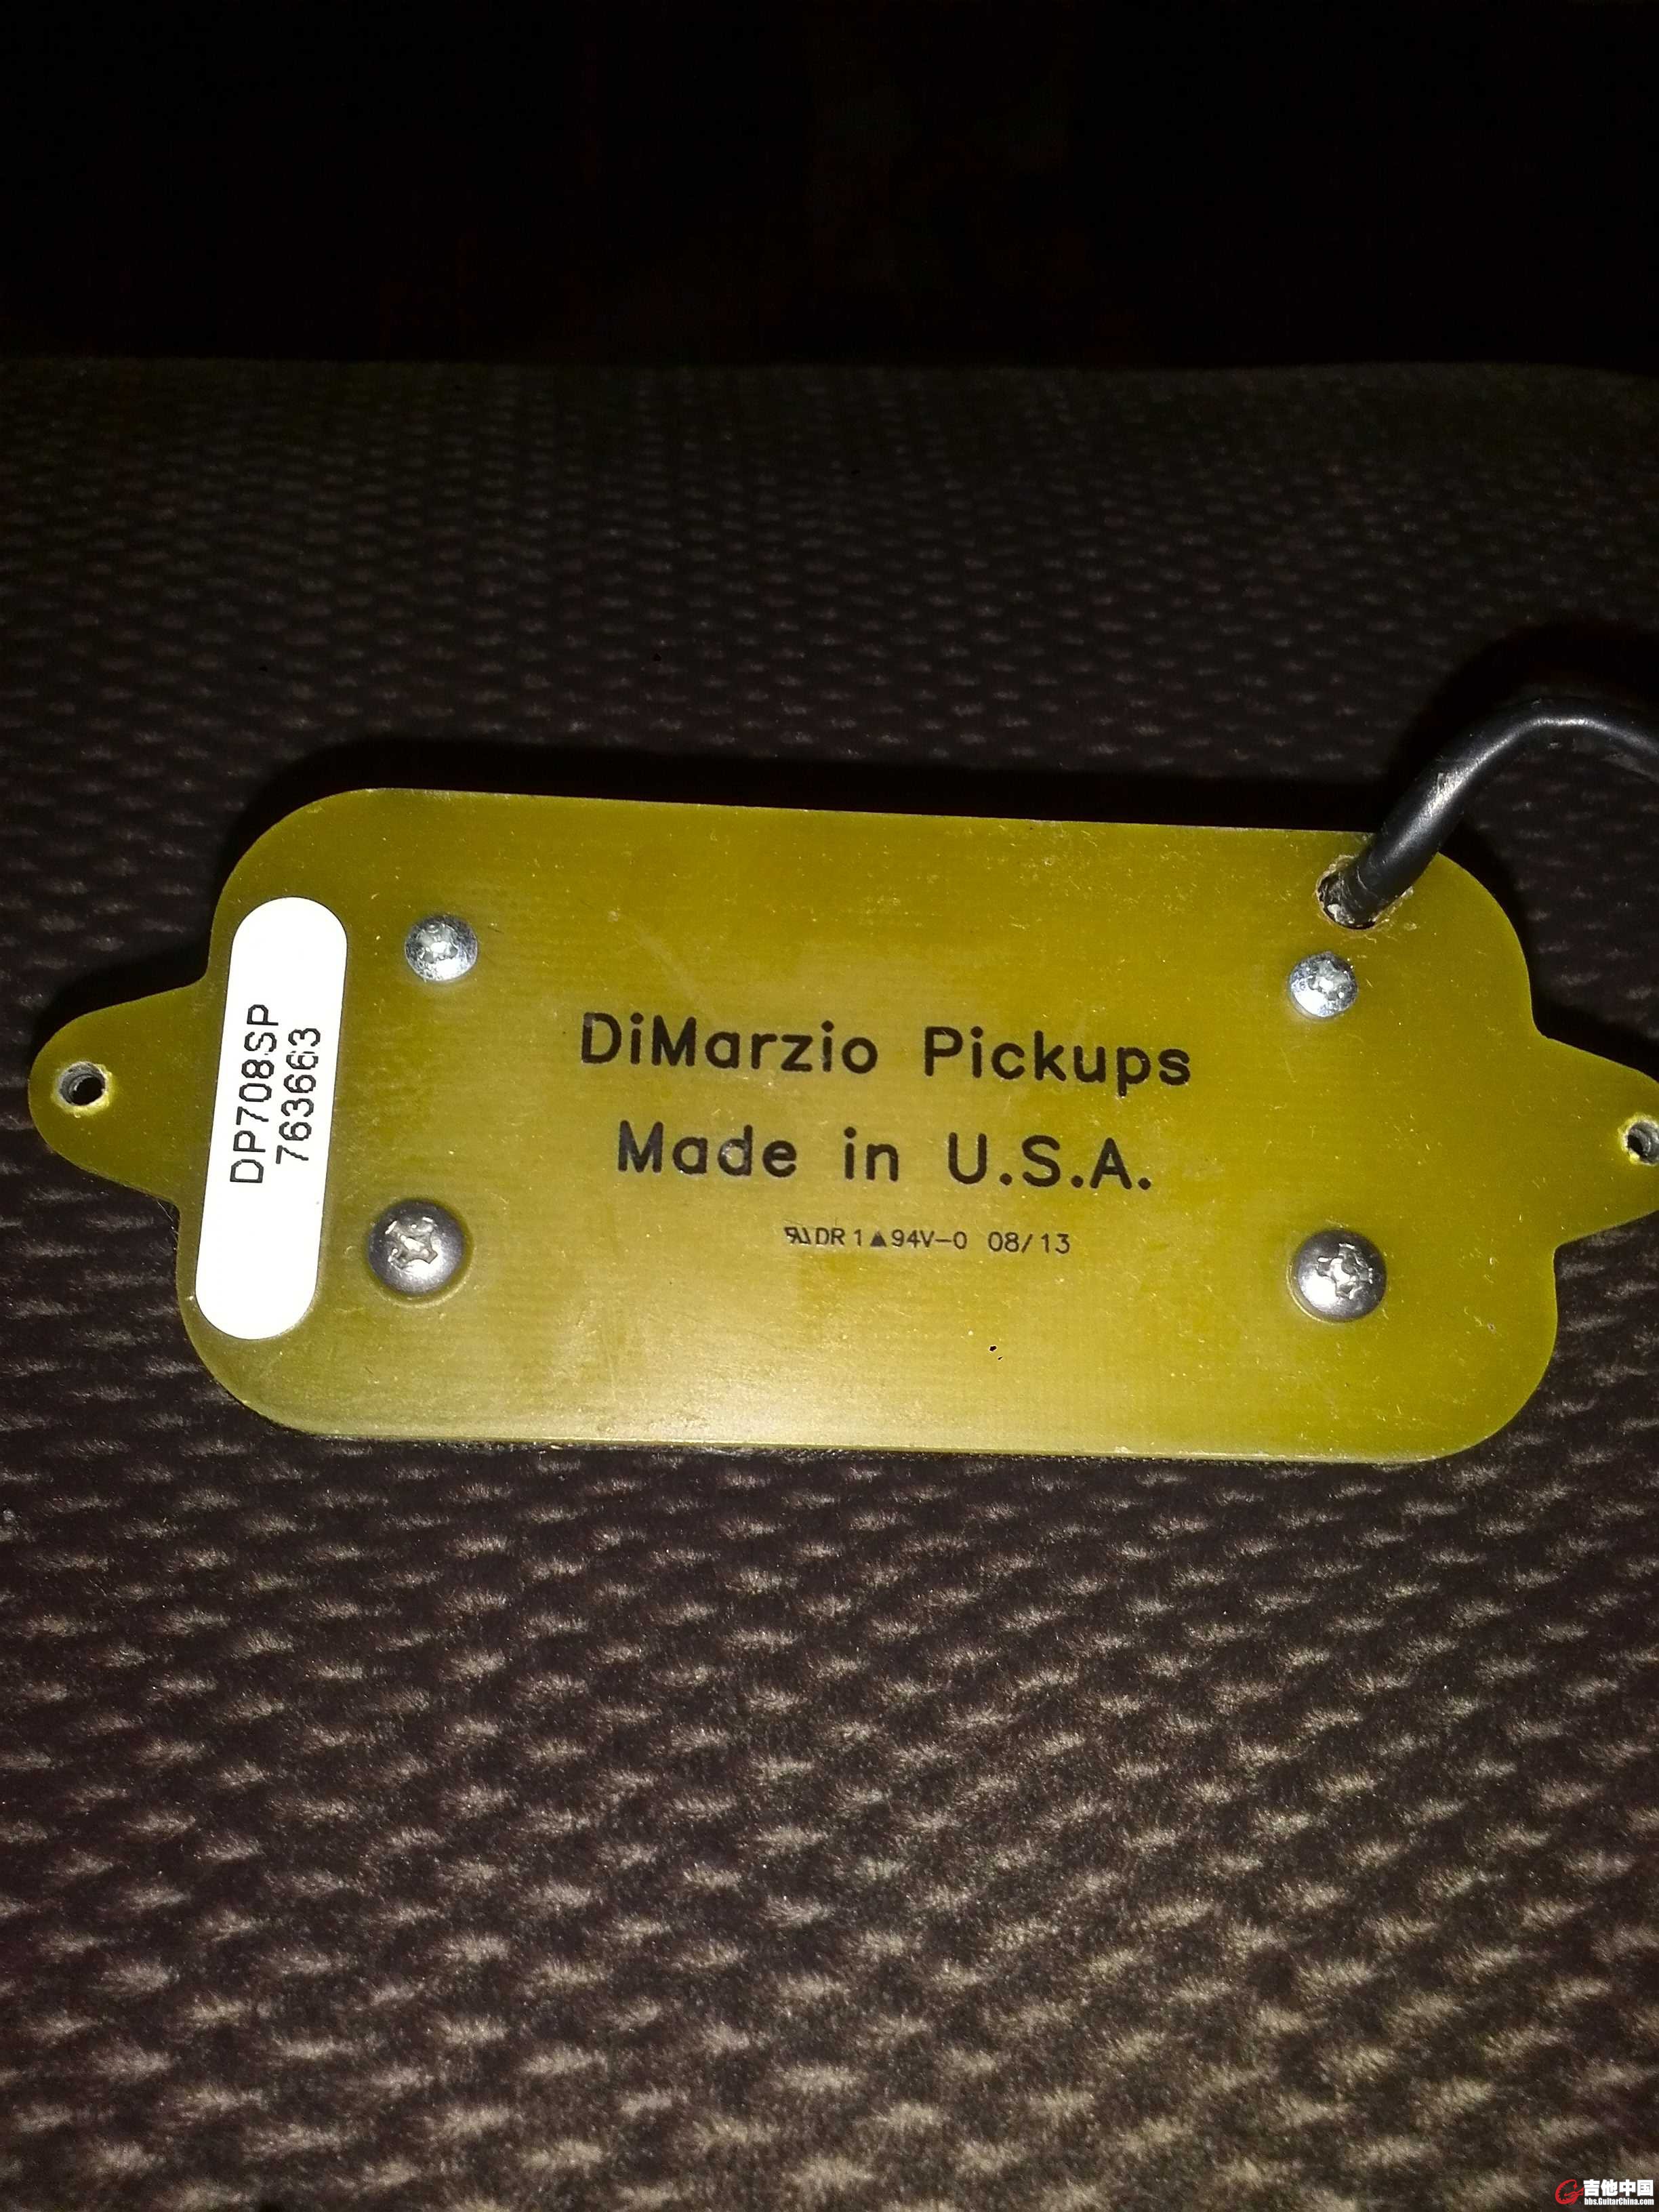 DP708SP
763663
DiMarzio Pickups
Made in U.S.A.
DR 1▲94V-0 08/13
吉他中国
bbs.GuitarChina.com